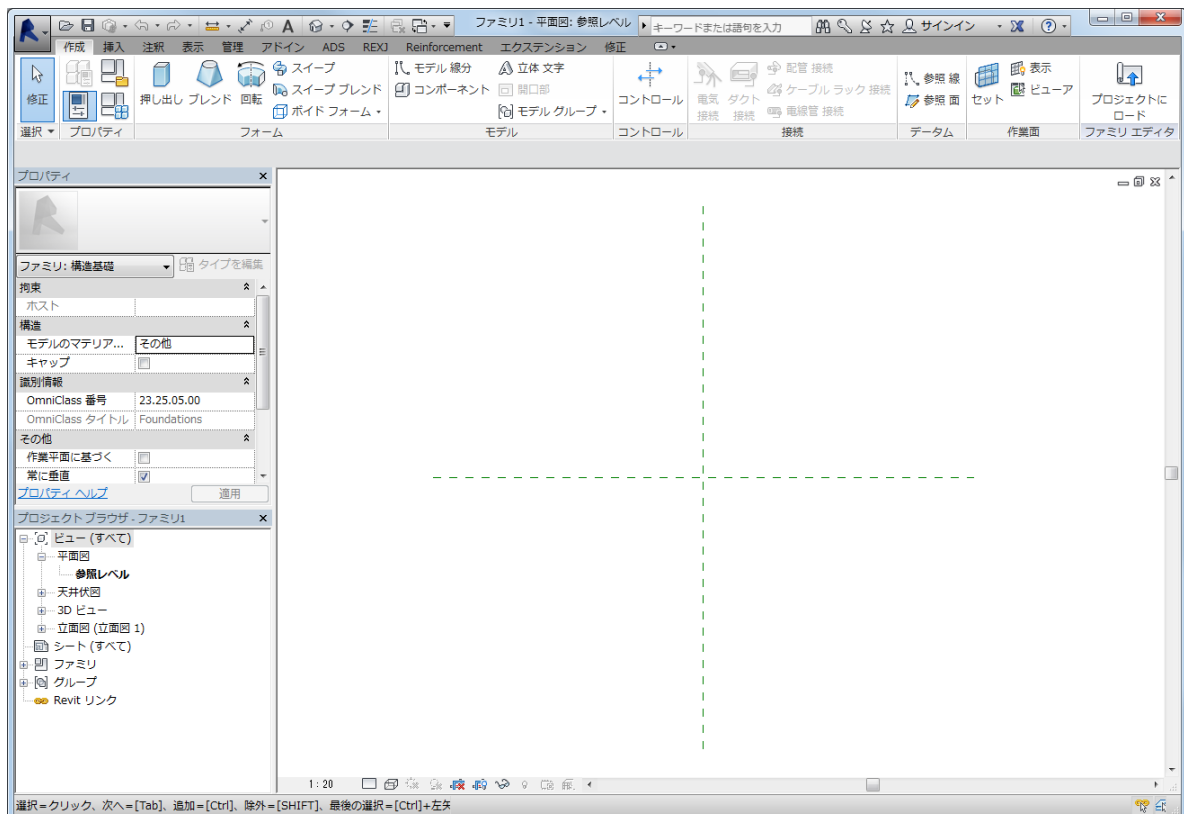 ファミリ1 - 平面図: 参照レベル
キーワードまたは語句を入力
サインイン
作成 挿入 注釈 表示 管理 アドイン ADS REXJ Reinforcement エクステンション 修正
修正
押し出し ブレンド 回転
スイープ
スイープ ブレンド
ボイド フォーム
モデル 線分
コンポーネント
立体 文字
開口部
モデル グループ
コントロール
電気 接続
ダクト 接続
配管 接続
ケーブル ラック 接続
電線管 接続
参照 線
参照 面
セット
表示
ビューア
プロジェクトに
ロード
選択 プロパティ フォーム モデル コントロール 接続 データム 作業面 ファミリ エディタ
プロパティ
ファミリ: 構造基礎
タイプを編集
拘束
ホスト
構造
モデルのマテリア... その他
キャップ
識別情報
OmniClass 番号 23.25.05.00
OmniClass タイトル Foundations
その他
作業平面に基づく
常に垂直
プロパティ ヘルプ 適用
プロジェクト ブラウザ - ファミリ1
ビュー (すべて)
平面図
参照レベル
天井伏図
3D ビュー
立面図 (立面図 1)
シート (すべて)
ファミリ
グループ
Revit リンク
1 : 20
選択=クリック、次へ=[Tab]、追加=[Ctrl]、除外=[SHIFT]、最後の選択=[Ctrl]+左矢